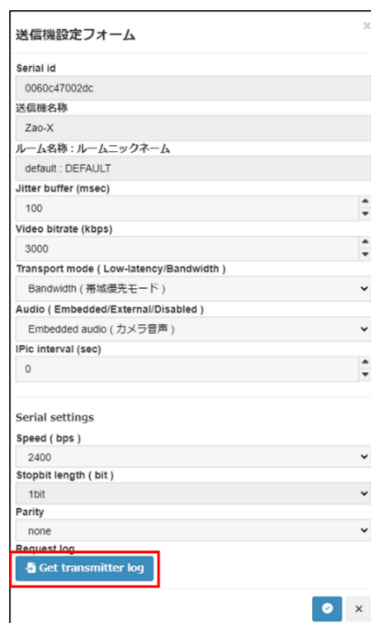 送信機設定フォーム
×
Serial id
0060c47002dc
送信機名称
Zao-X
ルーム名称 : ルームニックネーム
default : DEFAULT
Jitter buffer (msec)
100
Video bitrate (kbps)
3000
Transport mode ( Low-latency/Bandwidth )
Bandwidth ( 帯域優先モード )
Audio ( Embedded/External/Disabled )
Embedded audio ( カメラ音声 )
IPic interval (sec)
0
Serial settings
Speed ( bps )
2400
Stopbit length ( bit )
1bit
Parity
none
Request log
Get transmitter log
×